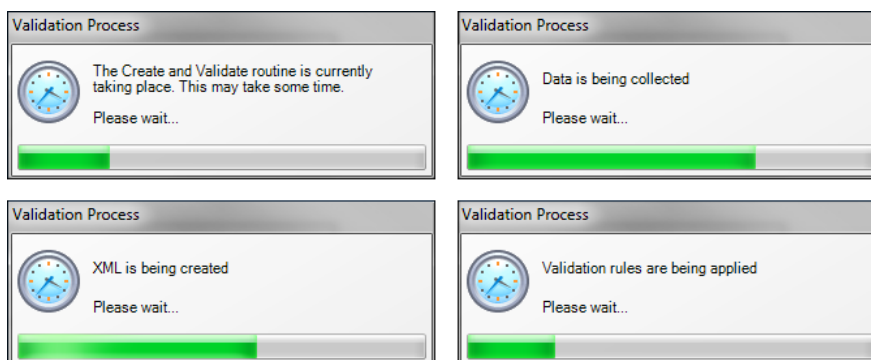 Validation Process
The Create and Validate routine is currently
taking place. This may take some time.
Please wait...
Validation Process
Data is being collected
Please wait...
Validation Process
XML is being created
Please wait...
Validation Process
Validation rules are being applied
Please wait...